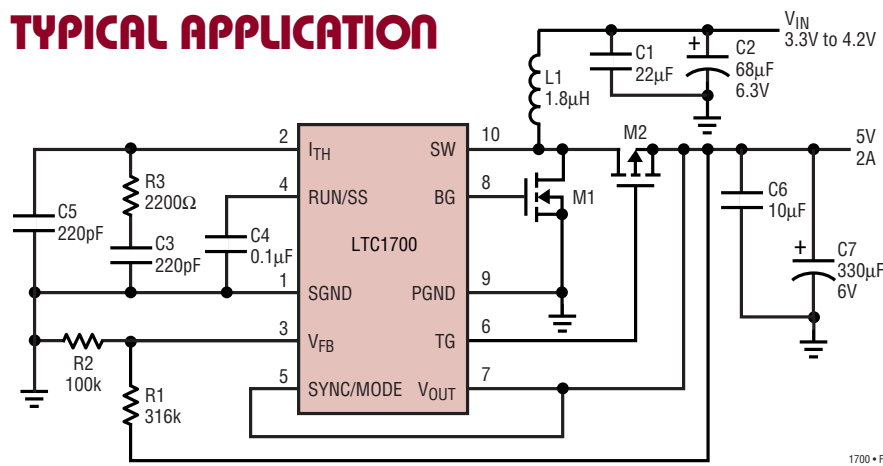 TYPICAL APPLICATION
VIN
3.3V to 4.2V
C1
22µF
+
C2
68µF
6.3V
L1
1.8µH
M2
5V
2A
2
ITH
SW
10
R3
2200Ω
4
RUN/SS
BG
8
M1
C6
10µF
C5
220pF
C3
220pF
C4
0.1µF
LTC1700
+
C7
330µF
6V
1
SGND
PGND
9
3
VFB
TG
6
R2
100k
5
SYNC/MODE
VOUT
7
R1
316k
1700 • F